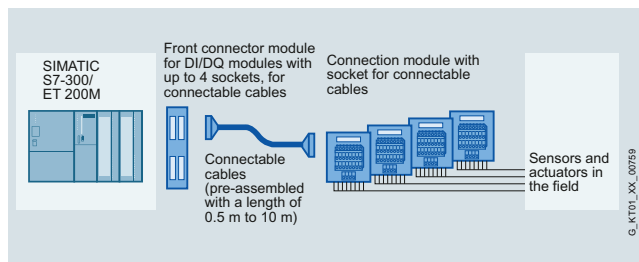 SIMATIC
S7-300/
ET 200M
Front connector module
for DI/DQ modules with
up to 4 sockets, for
connectable cables
Connectable
cables
(pre-assembled
with a length of
0.5 m to 10 m)
Connection module with
socket for connectable
cables
Sensors and
actuators in
the field
G_KT01_XX_00759